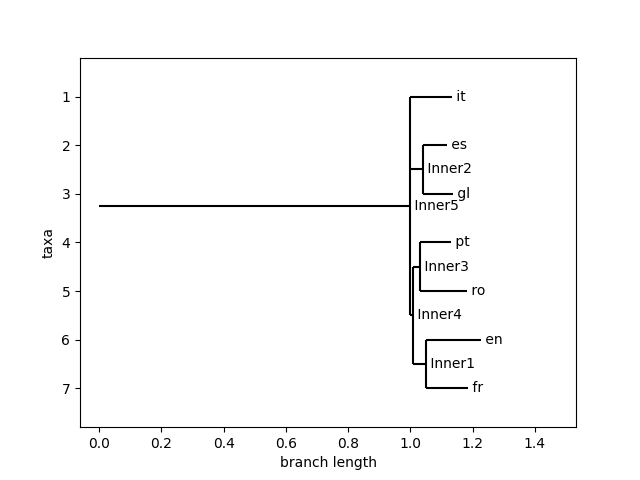 1
it
2
es
Inner2
3
gl
Inner5
taxa
4
pt
Inner3
5
ro
Inner4
6
en
Inner1
7
fr
0.0 0.2 0.4 0.6 0.8 1.0 1.2 1.4
branch length